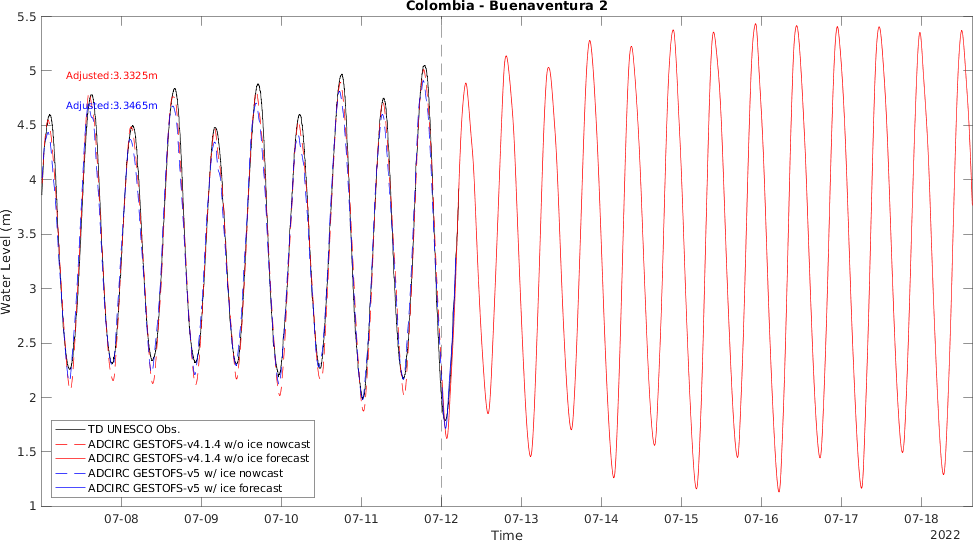 Colombia - Buenaventura 2
5.5
5
4.5
4
3.5
3
2.5
2
1.5
1
Water Level (m)
Adjusted:3.3325m
Adjusted:3.3465m
TD UNESCO Obs.
ADCIRC GESTOFS-v4.1.4 w/o ice nowcast
ADCIRC GESTOFS-v4.1.4 w/o ice forecast
ADCIRC GESTOFS-v5 w/ ice nowcast
ADCIRC GESTOFS-v5 w/ ice forecast
07-08 07-09 07-10 07-11 07-12 07-13 07-14 07-15 07-16 07-17 07-18
Time
2022